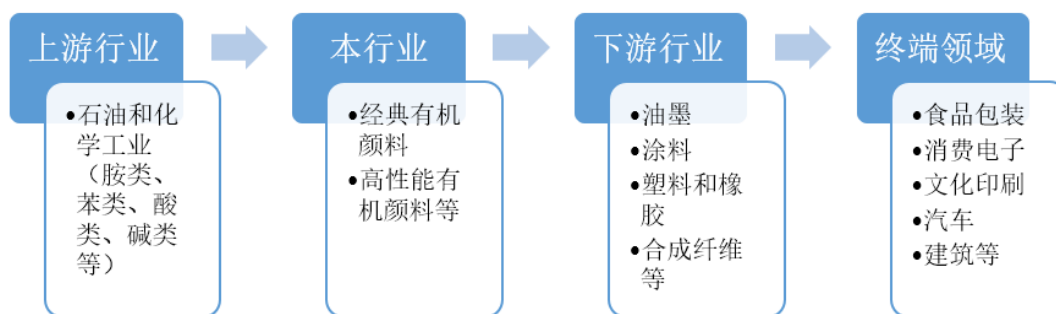 上游行业
•石油和化
学工业
（胺类、
苯类、酸
类、碱类
等）
本行业
•经典有机
颜料
•高性能有
机颜料等
下游行业
•油墨
•涂料
•塑料和橡
胶
•合成纤维
等
终端领域
•食品包装
•消费电子
•文化印刷
•汽车
•建筑等